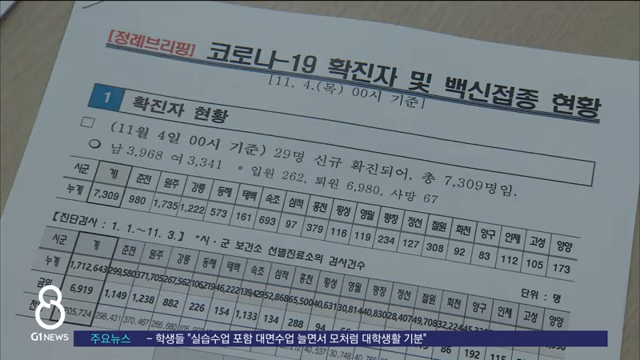 [정례브리핑] 코로나-19 확진자 및 백신접종 현황
[11. 4.(목) 00시 기준]
1 확진자 현황
□ (11월 4일 00시 기준) 29명 신규 확진되어, 총 7,309명임.
○ 남 3,968 여 3,341 * 입원 262, 퇴원 6,980, 사망 67
시군 계 춘천 원주 강릉 동해 태백 속초 삼척 홍천 횡성 영월 평창 정선 철원 화천 양구 인제 고성 양양
누계 7,309 980 1,735 1,222 573 161 693 97 379 116 119 234 127 308 92 83 112 105 173
[진단검사 : 1. 1.~11. 3.] *시·군 보건소 선별진료소의 검사건수
단위 : 명
시군 계 춘천 원주 강릉 동해 태백 속초 삼척 홍천 횡성 영월 평창 정선 철원
누계 1,712,643 299,580 371,705 267,562
금일 6,919 1,149 1,238 882 226 154 133 134 288 94
G1NEWS
주요뉴스 - 학생들 "실습수업 포함 대면수업 늘면서 모처럼 대학생활 기분"